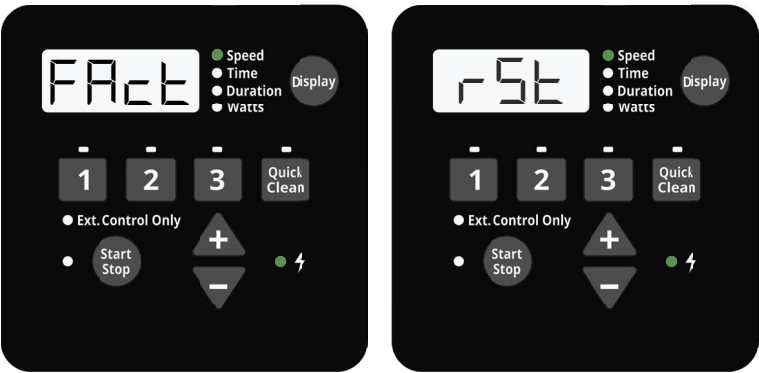 FAct
Speed
Time
Duration
Watts
Display
1 2 3 Quick Clean
Ext. Control Only
Start
Stop
+
−
rSt
Speed
Time
Duration
Watts
Display
1 2 3 Quick Clean
Ext. Control Only
Start
Stop
+
−